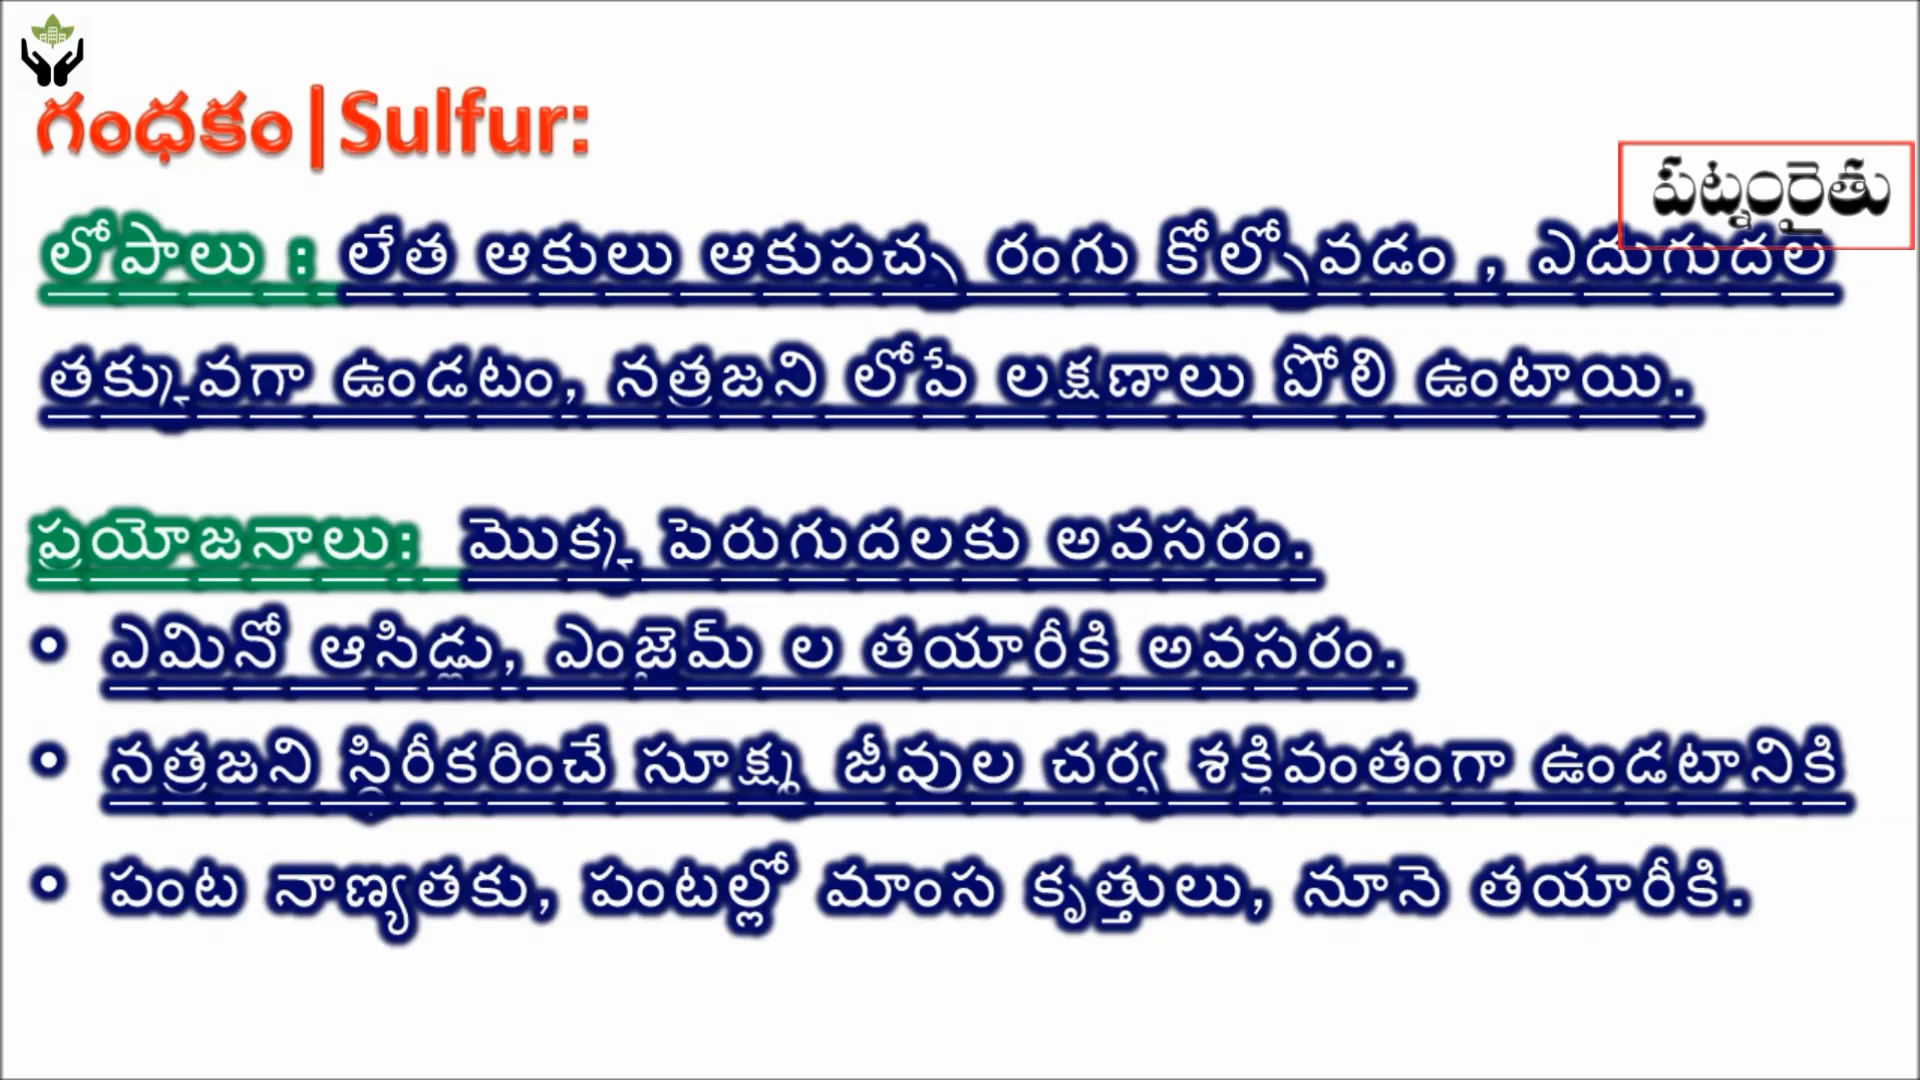 గంధకం|Sulfur:
పట్నంరైతు
లోపాలు : లేత ఆకులు ఆకుపచ్చ రంగు కోల్పోవడం , ఎదుగుదల
తక్కువగా ఉండటం, నత్రజని లోపే లక్షణాలు పోలి ఉంటాయి.
ప్రయోజనాలు: మొక్క పెరుగుదలకు అవసరం.
• ఎమినో ఆసిడ్లు, ఎంజైమ్ ల తయారీకి అవసరం.
• నత్రజని స్థిరీకరించే సూక్ష్మ జీవుల చర్య శక్తివంతంగా ఉండటానికి
• పంట నాణ్యతకు, పంటల్లో మాంస కృత్తులు, నూనె తయారీకి.